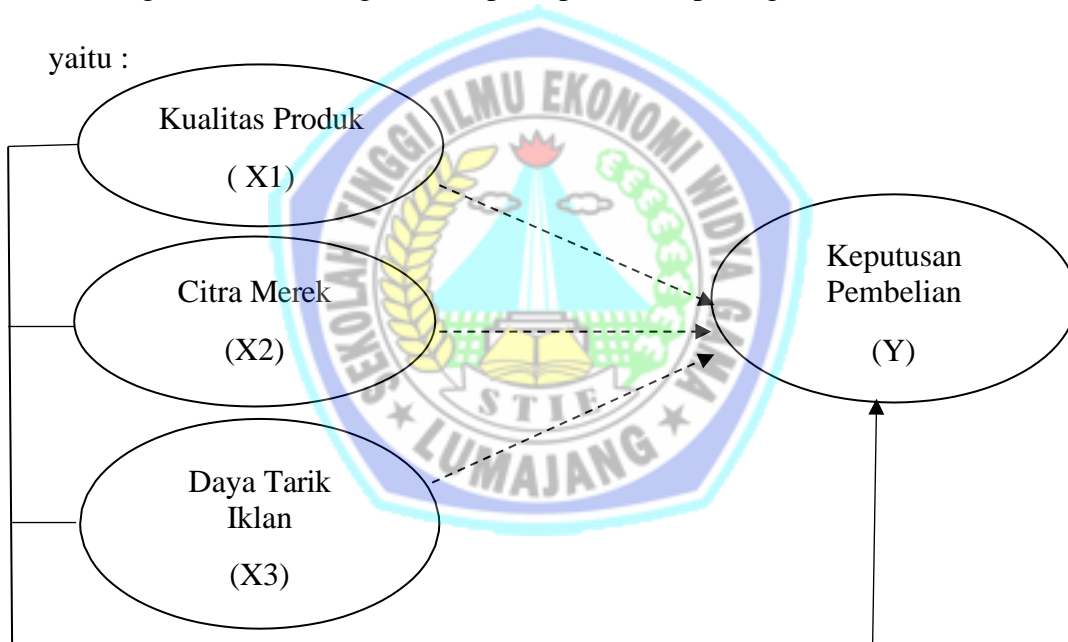 yaitu :
Kualitas Produk
( X1)
Citra Merek
(X2)
Daya Tarik
Iklan
(X3)
Keputusan
Pembelian
(Y)
SEKOLAH TINGGI ILMU EKONOMI WIDYA GAMA
LUMAJANG
STIE